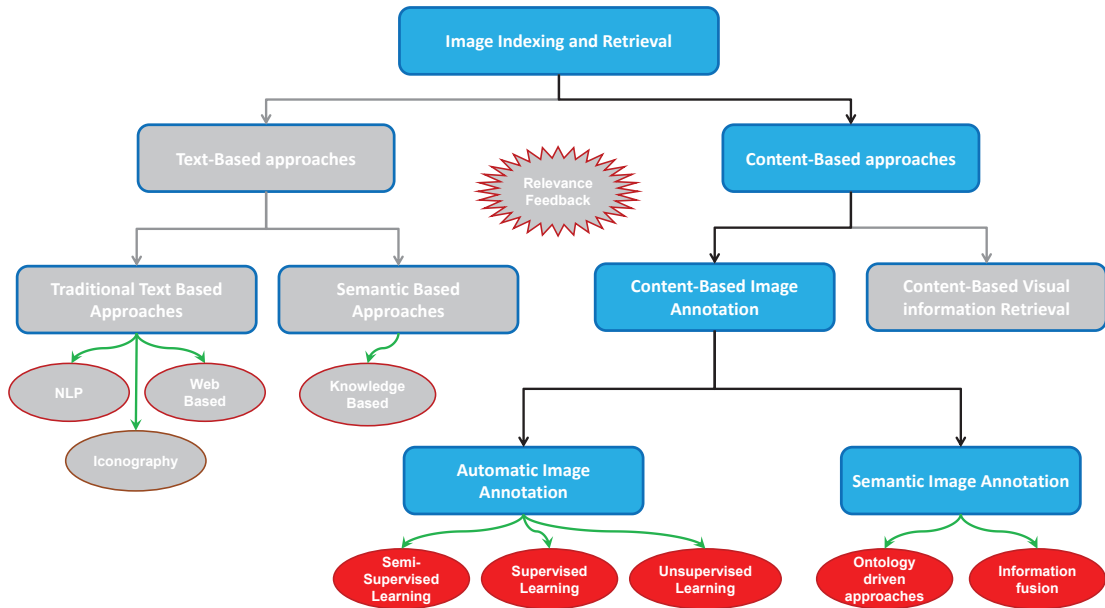 Image Indexing and Retrieval
Text-Based approaches
Relevance
Feedback
Content-Based approaches
Traditional Text Based
Approaches
Semantic Based
Approaches
Content-Based Image
Annotation
Content-Based Visual
information Retrieval
NLP
Web
Based
Knowledge
Based
Iconography
Automatic Image
Annotation
Semantic Image Annotation
Semi-
Supervised
Learning
Supervised
Learning
Unsupervised
Learning
Ontology
driven
approaches
Information
fusion